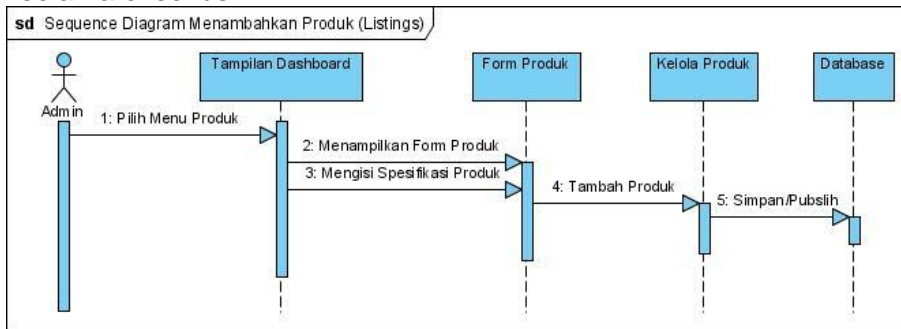 sd Sequence Diagram Menambahkan Produk (Listings)
Tampilan Dashboard
Form Produk
Kelola Produk
Database
Admin
1: Pilih Menu Produk
2: Menampilkan Form Produk
3: Mengisi Spesifikasi Produk
4: Tambah Produk
5: Simpan/Pubslih